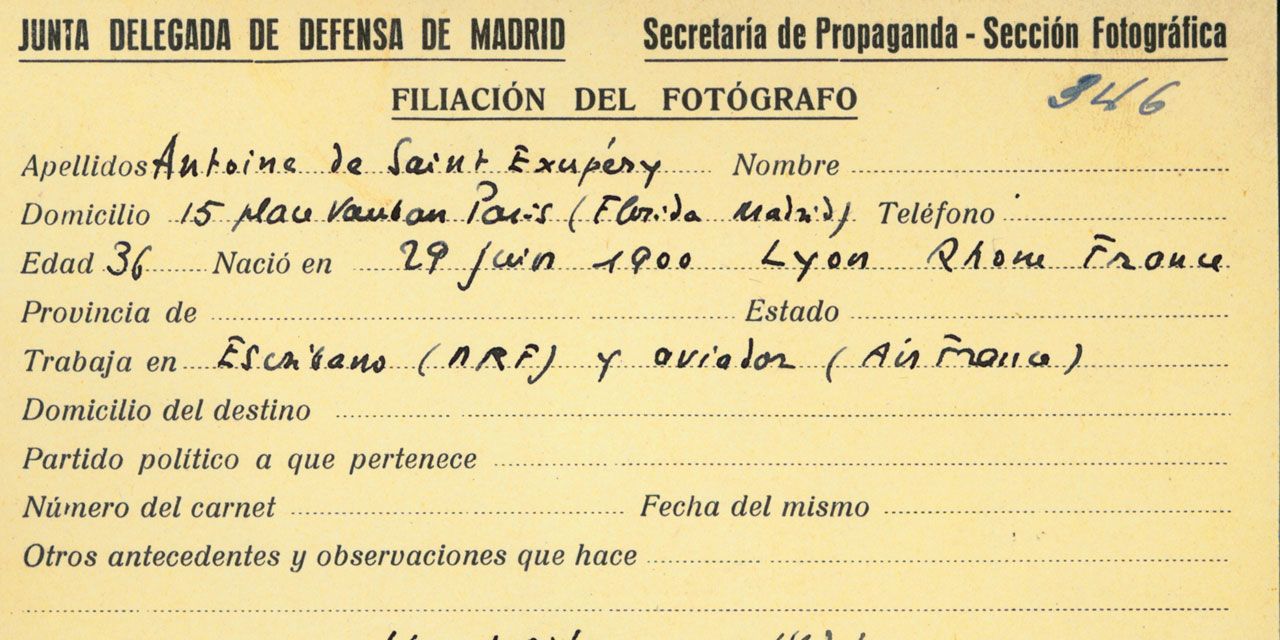 JUNTA DELEGADA DE DEFENSA DE MADRID Secretaría de Propaganda - Sección Fotográfica
FILIACIÓN DEL FOTÓGRAFO 346
Apellidos Antoine de Saint Exupéry Nombre
Domicilio 15 place Vauban Paris (Florida Madrid) Teléfono
Edad 36 Nació en 29 juin 1900 Lyon Rhone France
Provincia de Estado
Trabaja en Escribano (NRF) y aviador (Air France)
Domicilio del destino
Partido político a que pertenece
Número del carnet Fecha del mismo
Otros antecedentes y observaciones que hace